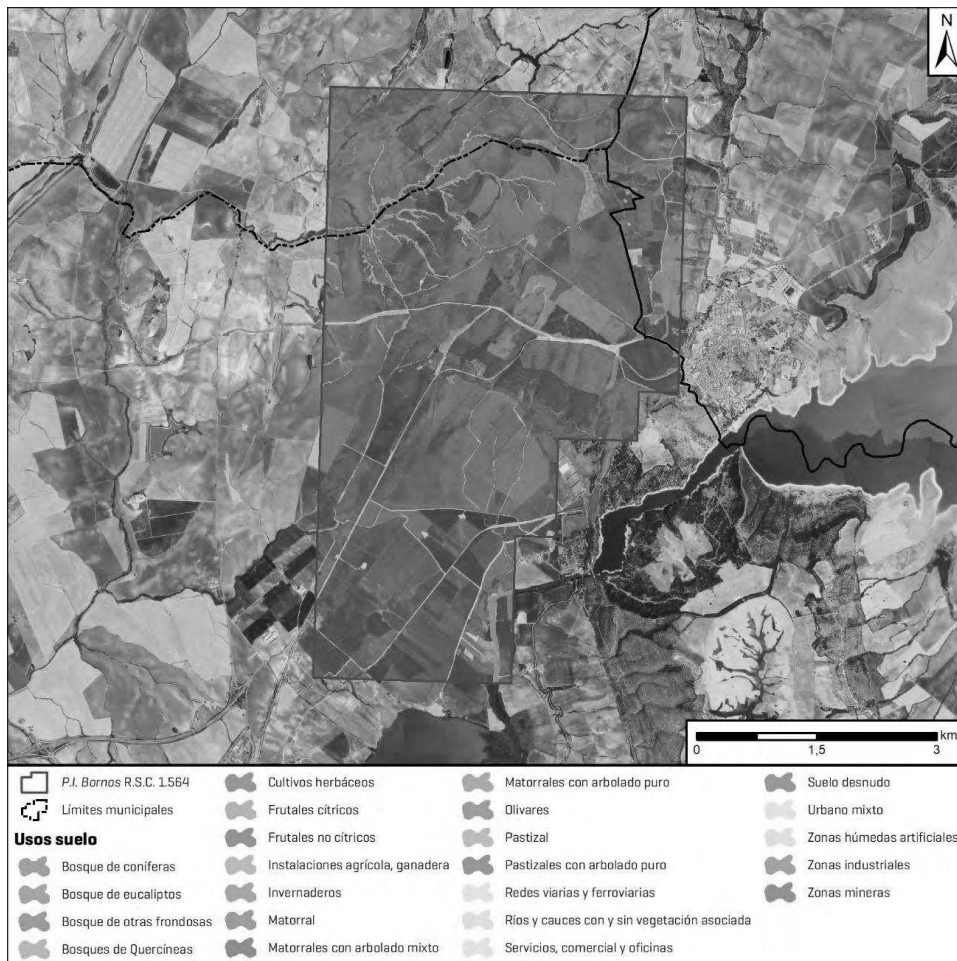 N
km
0
1,5
3
P.I. Bornos R.S.C. 1.564
Límites municipales
Usos suelo
Bosque de coníferas
Bosque de eucaliptos
Bosque de otras frondosas
Bosques de Quercíneas
Cultivos herbáceos
Frutales cítricos
Frutales no cítricos
Instalaciones agrícola, ganadera
Invernaderos
Matorral
Matorrales con arbolado mixto
Matorrales con arbolado puro
Olivares
Pastizal
Pastizales con arbolado puro
Redes viarias y ferroviarias
Ríos y cauces con y sin vegetación asociada
Servicios, comercial y oficinas
Suelo desnudo
Urbano mixto
Zonas húmedas artificiales
Zonas industriales
Zonas mineras